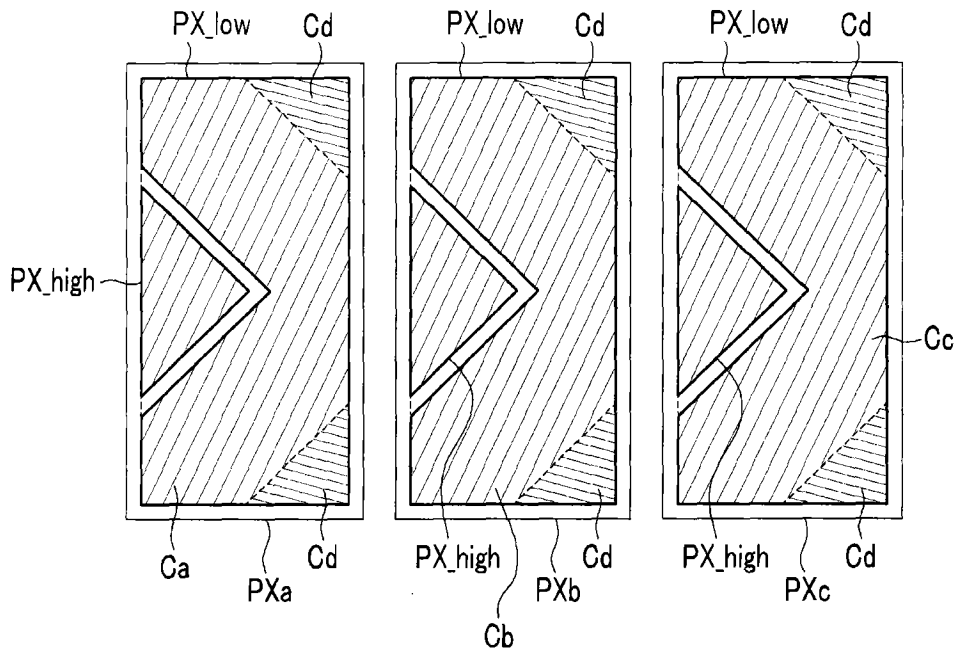 PX_low Cd PX_low Cd PX_low Cd
PX_high
Cc
Ca Cd PX_high Cd PX_high Cd
PXa PXb PXc
Cb